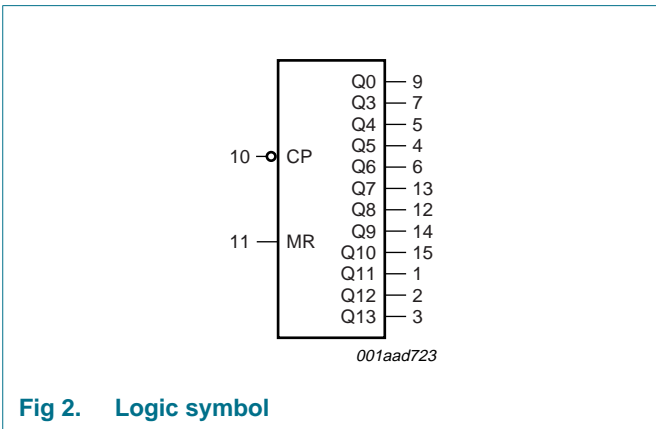 Q0 9
Q3 7
Q4 5
Q5 4
10 CP Q6 6
Q7 13
Q8 12
Q9 14
11 MR Q10 15
Q11 1
Q12 2
Q13 3
001aad723
Fig 2. Logic symbol